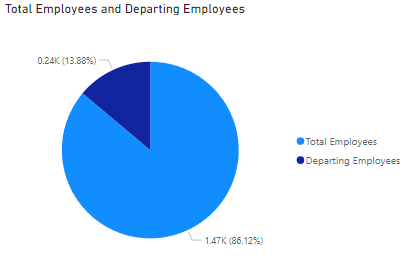 Total Employees and Departing Employees
0.24K (13.88%)
Total Employees
Departing Employees
1.47K (86.12%)